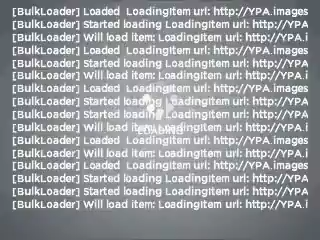 [BulkLoader] Loaded LoadingItem url: http://YPA.images
[BulkLoader] Started loading LoadingItem url: http://YPA
[BulkLoader] Will load item: LoadingItem url: http://YPA.i
[BulkLoader] Loaded LoadingItem url: http://YPA.images
[BulkLoader] Started loading LoadingItem url: http://YPA
[BulkLoader] Will load item: LoadingItem url: http://YPA.i
[BulkLoader] Loaded LoadingItem url: http://YPA.images
[BulkLoader] Started loading LoadingItem url: http://YPA
[BulkLoader] Started loading LoadingItem url: http://YPA
[BulkLoader] Will load item: LoadingItem url: http://YPA.i
LOADING
[BulkLoader] Loaded LoadingItem url: http://YPA.images
[BulkLoader] Will load item: LoadingItem url: http://YPA.i
[BulkLoader] Loaded LoadingItem url: http://YPA.images
[BulkLoader] Started loading LoadingItem url: http://YPA
[BulkLoader] Started loading LoadingItem url: http://YPA
[BulkLoader] Will load item: LoadingItem url: http://YPA.i